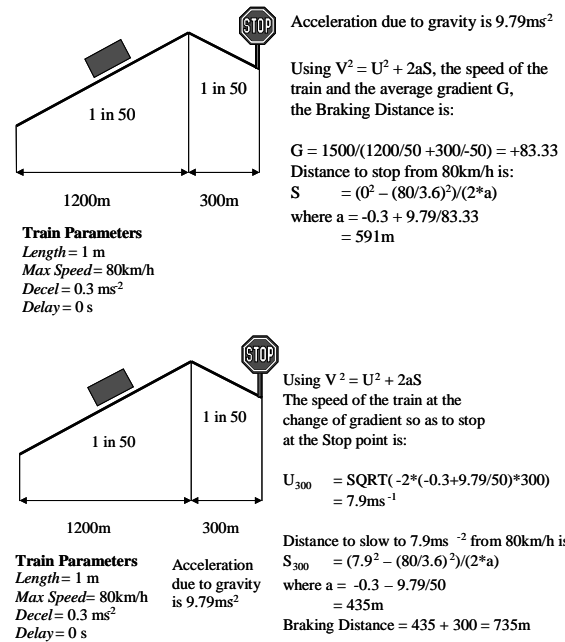 STOP
Acceleration due to gravity is 9.79ms²
Using V² = U² + 2aS, the speed of the
train and the average gradient G,
the Braking Distance is:
1 in 50
1 in 50
G = 1500/(1200/50 +300/-50) = +83.33
Distance to stop from 80km/h is:
S = (0² – (80/3.6)²)/(2*a)
where a = -0.3 + 9.79/83.33
= 591m
1200m
300m
Train Parameters
Length = 1 m
Max Speed = 80km/h
Decel = 0.3 ms²
Delay = 0 s
STOP
Using V² = U² + 2aS
The speed of the train at the
change of gradient so as to stop
at the Stop point is:
1 in 50
1 in 50
U₃₀₀ = SQRT( -2*(-0.3+9.79/50)*300)
= 7.9ms⁻¹
1200m
300m
Distance to slow to 7.9ms ⁻² from 80km/h is
S₃₀₀ = (7.9² – (80/3.6)²)/(2*a)
where a = -0.3 – 9.79/50
= 435m
Braking Distance = 435 + 300 = 735m
Train Parameters
Length = 1 m
Max Speed = 80km/h
Decel = 0.3 ms²
Delay = 0 s
Acceleration
due to gravity
is 9.79ms²